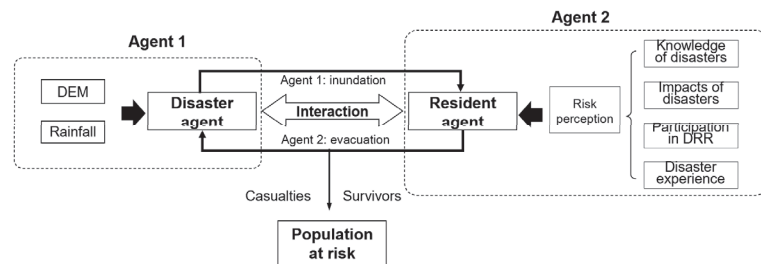 Agent 1
DEM
Rainfall
Disaster
agent
Agent 1: inundation
Interaction
Agent 2: evacuation
Agent 2
Resident
agent
Risk
perception
Knowledge
of disasters
Impacts of
disasters
Participation
in DRR
Disaster
experience
Casualties
Survivors
Population
at risk